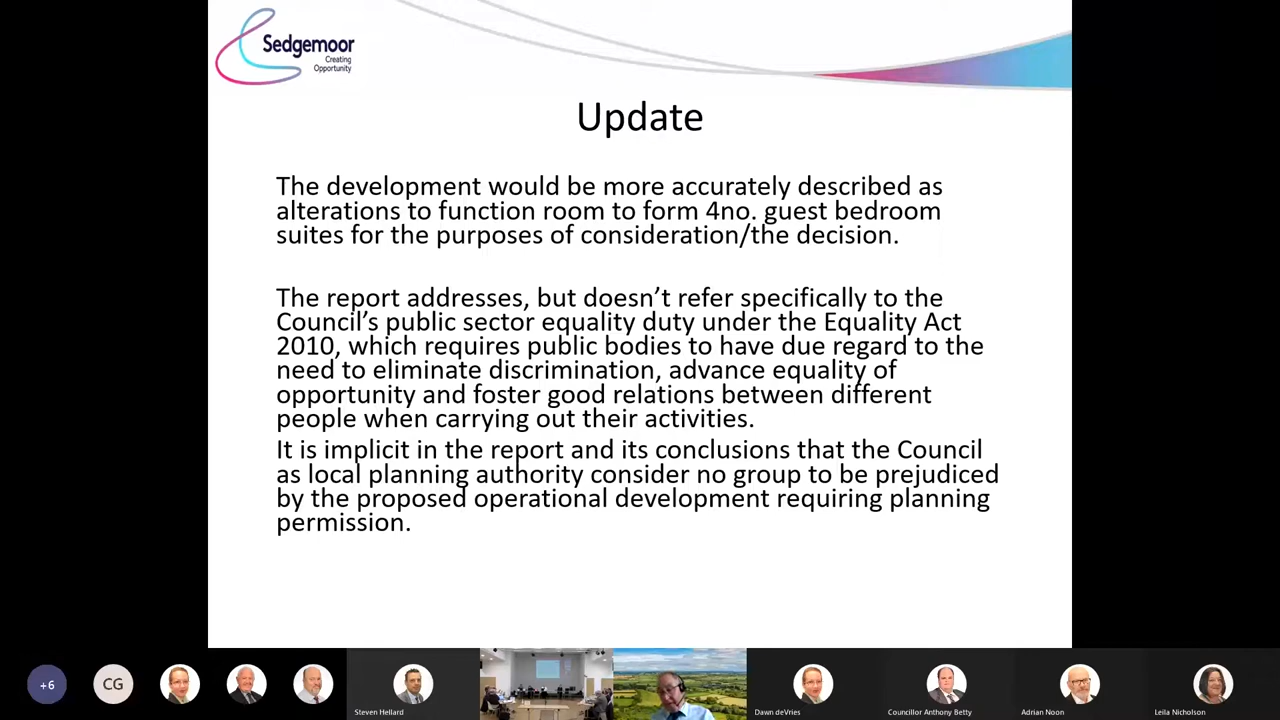 Sedgemoor
Creating
Opportunity
Update
The development would be more accurately described as
alterations to function room to form 4no. guest bedroom
suites for the purposes of consideration/the decision.
The report addresses, but doesn’t refer specifically to the
Council’s public sector equality duty under the Equality Act
2010, which requires public bodies to have due regard to the
need to eliminate discrimination, advance equality of
opportunity and foster good relations between different
people when carrying out their activities.
It is implicit in the report and its conclusions that the Council
as local planning authority consider no group to be prejudiced
by the proposed operational development requiring planning
permission.
+6
CG
Steven Hellard
Dawn deVries
Councillor Anthony Betty
Adrian Noon
Leila Nicholson